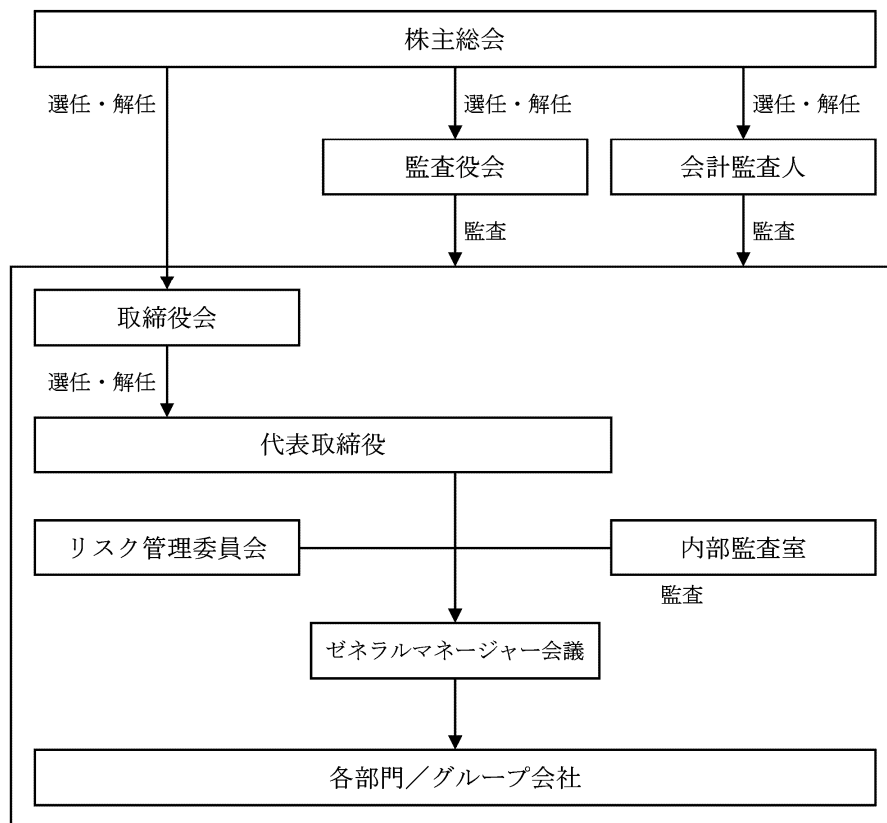 株主総会
選任・解任
選任・解任
選任・解任
監査役会
会計監査人
監査
監査
取締役会
選任・解任
代表取締役
リスク管理委員会
内部監査室
監査
ゼネラルマネージャー会議
各部門／グループ会社